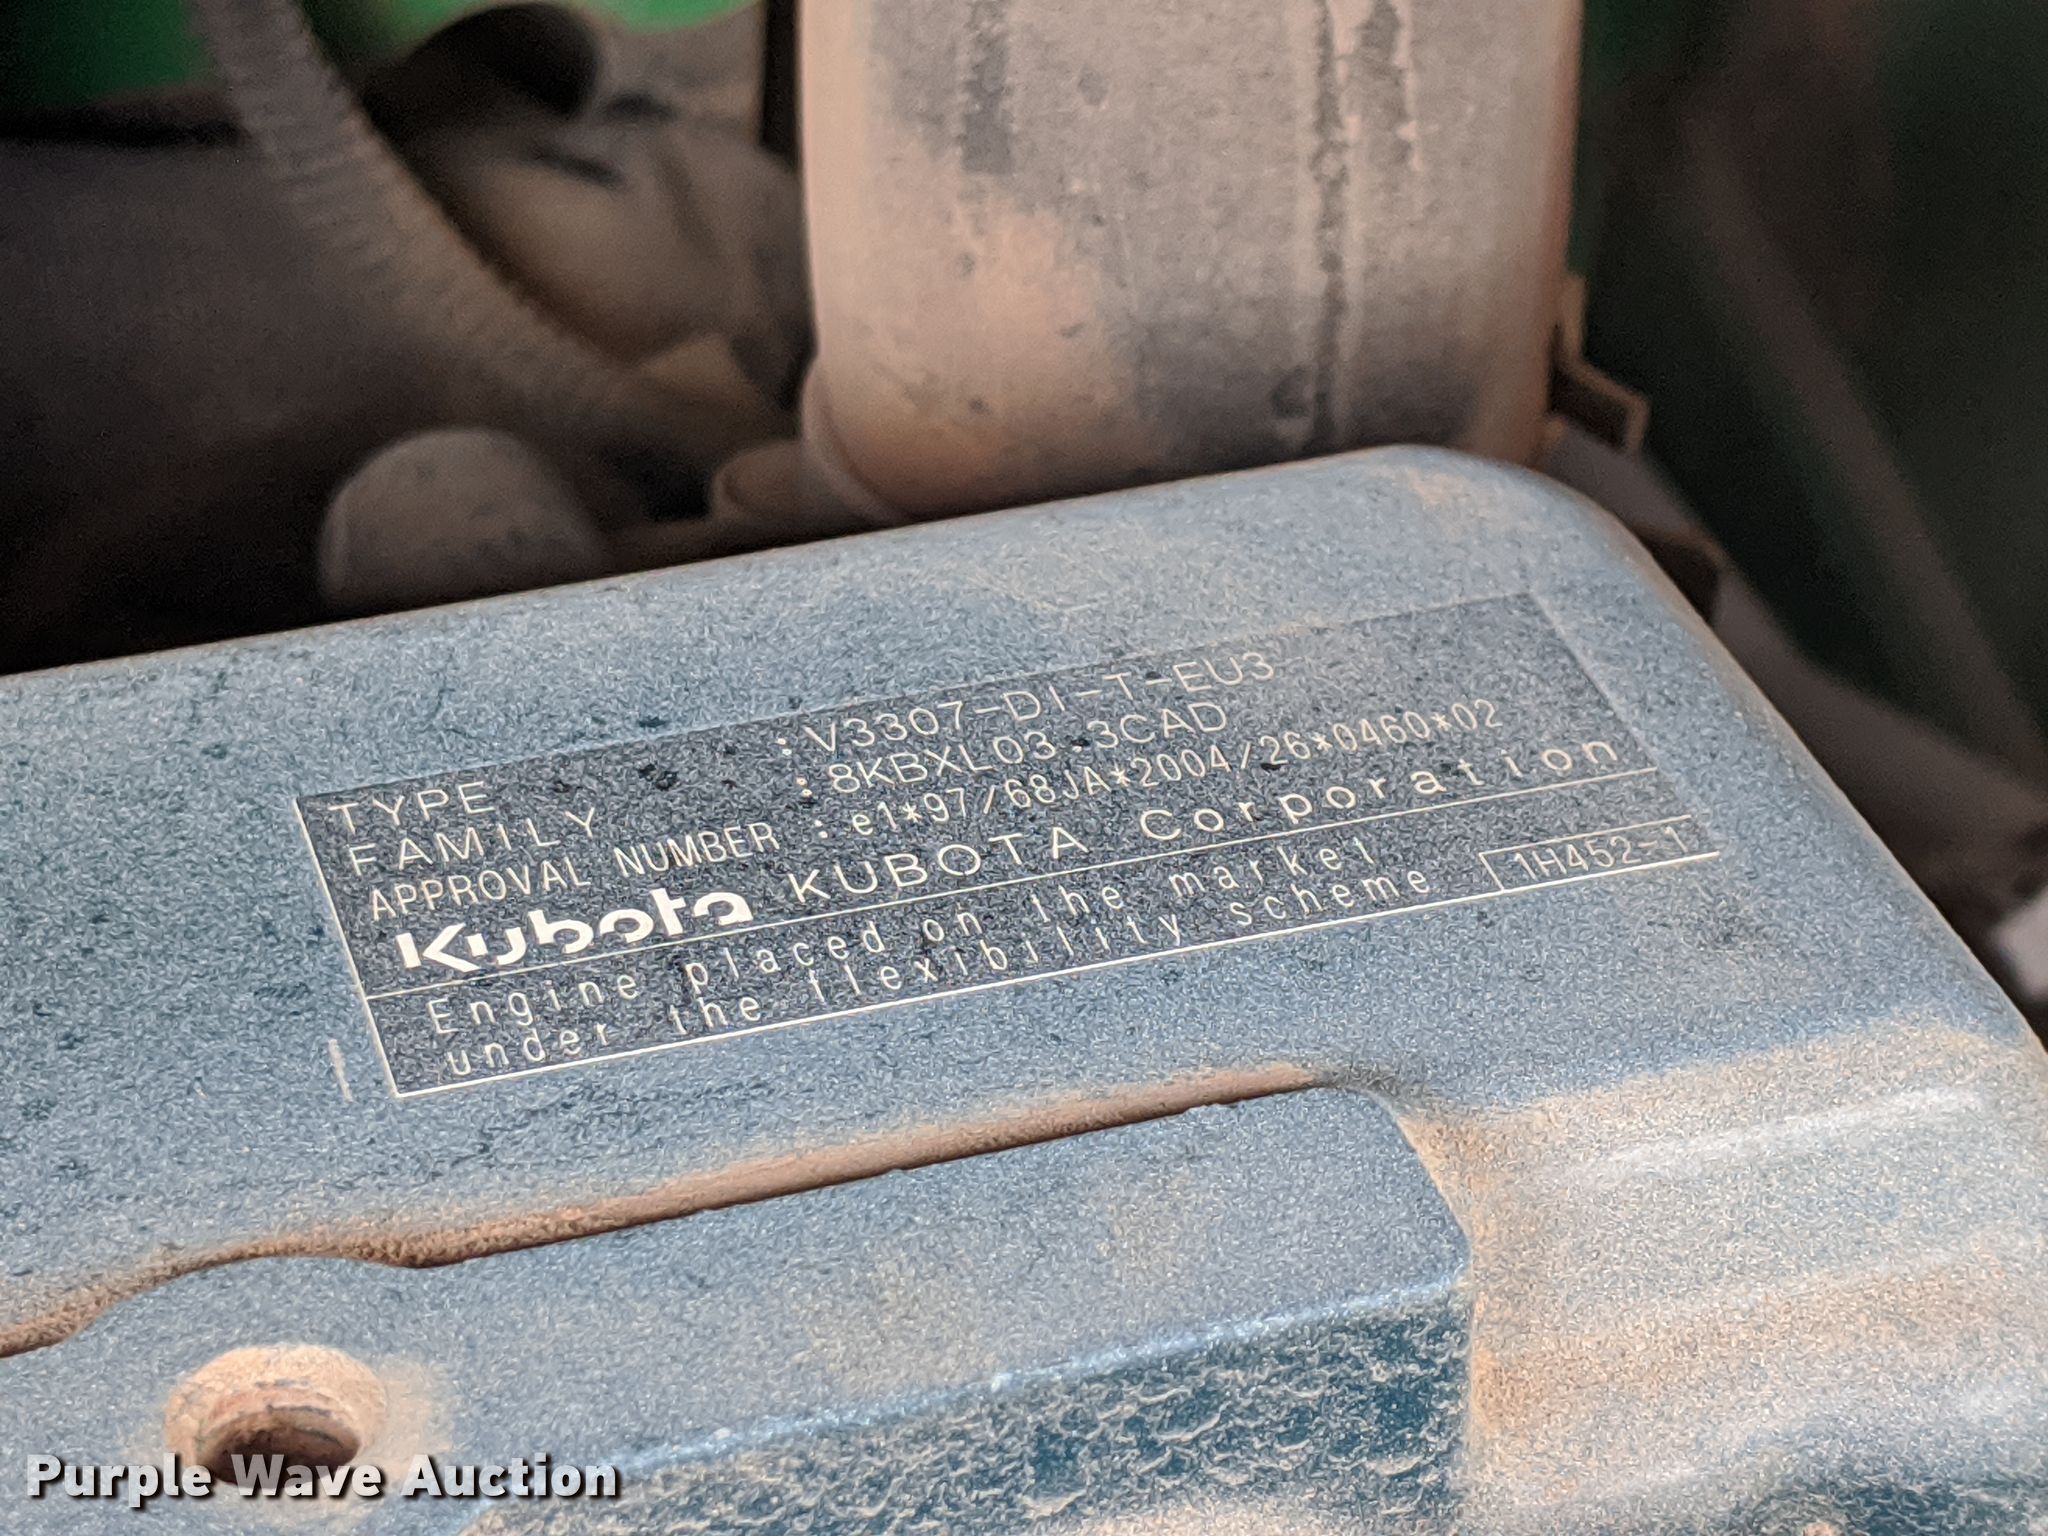 TYPE : V3307-DI-T-EU3
FAMILY : 8KBXL03.3CAD
APPROVAL NUMBER : e1*97/68JA*2004/26*0460*02
Kubota KUBOTA Corporation
Engine placed on the market
under the flexibility scheme
1H452-1
Purple Wave Auction